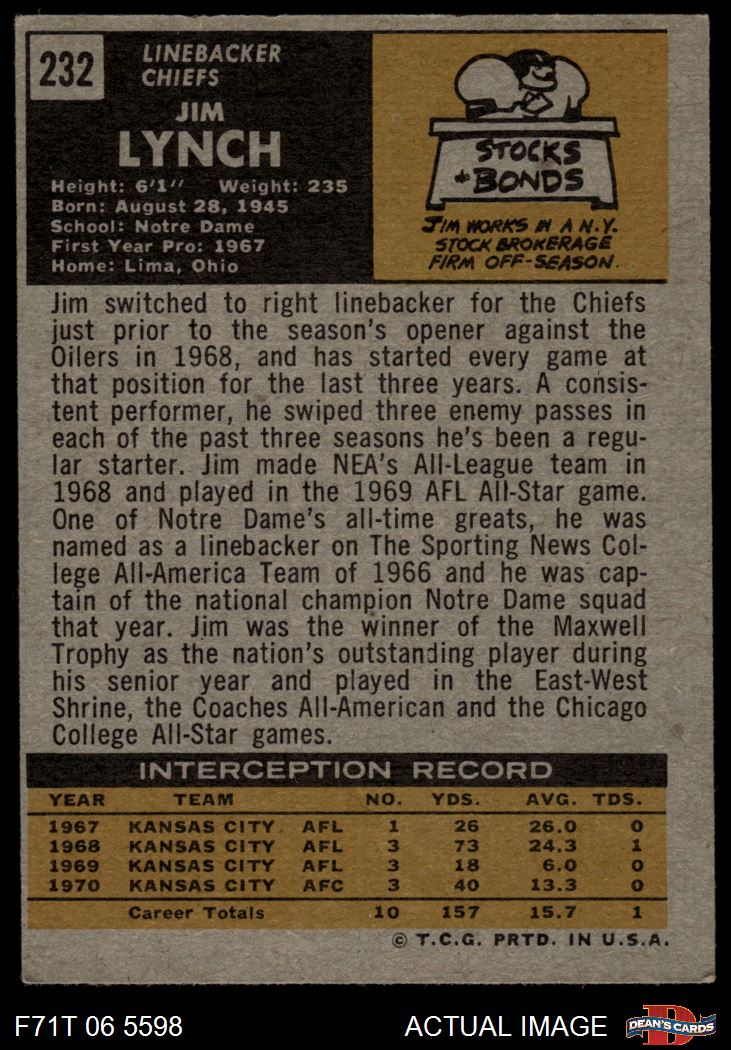 232
LINEBACKER
CHIEFS
JIM
LYNCH
Height: 6'1" Weight: 235
Born: August 28, 1945
School: Notre Dame
First Year Pro: 1967
Home: Lima, Ohio
STOCKS
+ BONDS
JIM WORKS IN A N.Y.
STOCK BROKERAGE
FIRM OFF-SEASON.
Jim switched to right linebacker for the Chiefs
just prior to the season's opener against the
Oilers in 1968, and has started every game at
that position for the last three years. A consis-
tent performer, he swiped three enemy passes in
each of the past three seasons he's been a regu-
lar starter. Jim made NEA's All-League team in
1968 and played in the 1969 AFL All-Star game.
One of Notre Dame's all-time greats, he was
named as a linebacker on The Sporting News Col-
lege All-America Team of 1966 and he was cap-
tain of the national champion Notre Dame squad
that year. Jim was the winner of the Maxwell
Trophy as the nation's outstanding player during
his senior year and played in the East-West
Shrine, the Coaches All-American and the Chicago
College All-Star games.
INTERCEPTION RECORD
YEAR TEAM NO. YDS. AVG. TDS.
1967 KANSAS CITY AFL 1 26 26.0 0
1968 KANSAS CITY AFL 3 73 24.3 1
1969 KANSAS CITY AFL 3 18 6.0 0
1970 KANSAS CITY AFC 3 40 13.3 0
Career Totals 10 157 15.7 1
© T.C.G. PRTD. IN U.S.A.
F71T 06 5598 ACTUAL IMAGE
D
DEAN'S CARDS